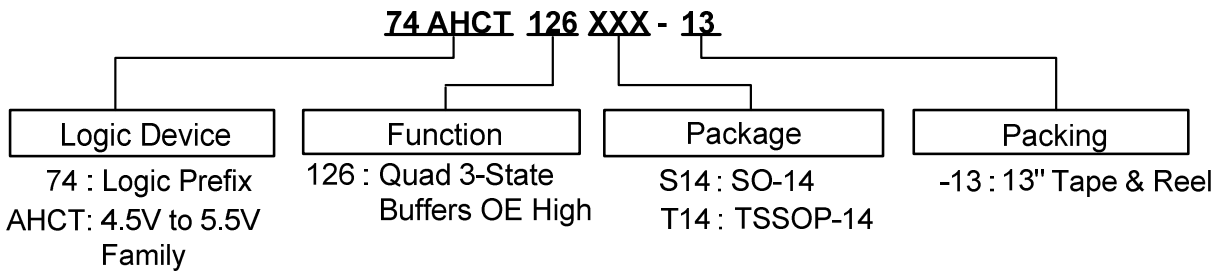 74 AHCT 126 XXX - 13
Logic Device
Function
Package
Packing
74 : Logic Prefix
AHCT: 4.5V to 5.5V
Family
126 : Quad 3-State
Buffers OE High
S14 : SO-14
T14 : TSSOP-14
-13 : 13" Tape & Reel